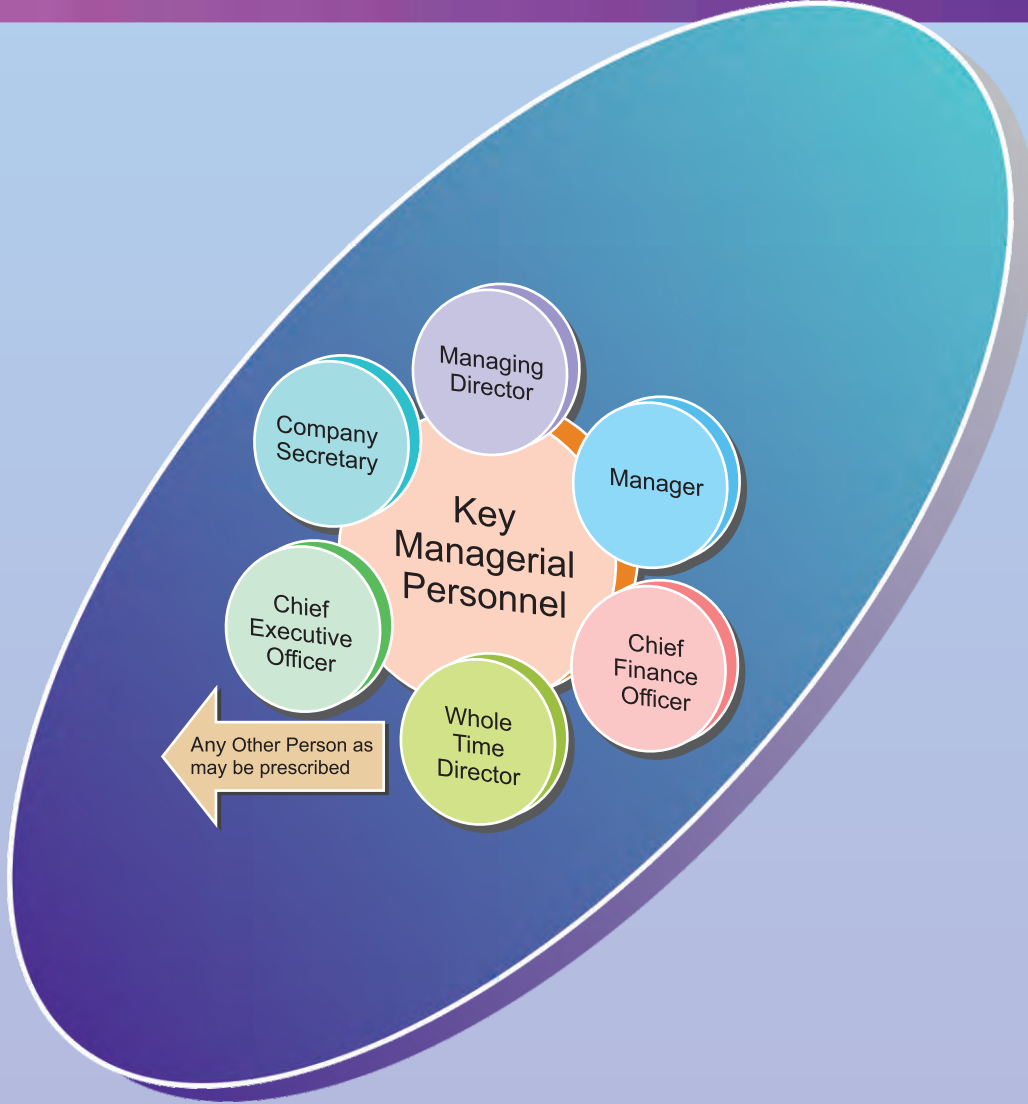 Managing
Director
Company
Secretary
Manager
Key
Managerial
Personnel
Chief
Executive
Officer
Chief
Finance
Officer
Whole
Time
Director
Any Other Person as
may be prescribed